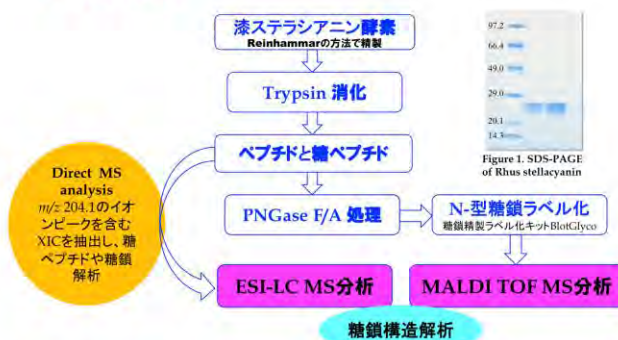 漆ステラシアニン酵素
Reinhammarの方法で精製
Trypsin 消化
ペプチドと糖ペプチド
PNGase F/A 処理
N-型糖鎖ラベル化
糖鎖精製ラベル化キットBlotGlyco
ESI-LC MS分析
MALDI TOF MS分析
糖鎖構造解析
Direct MS
analysis
m/z 204.1のイオ
ンピークを含む
XICを抽出し、糖
ペプチドや糖鎖
解析
97.2
66.4
49.0
29.0
20.1
14.3
Figure 1. SDS-PAGE
of Rhus stellacyanin